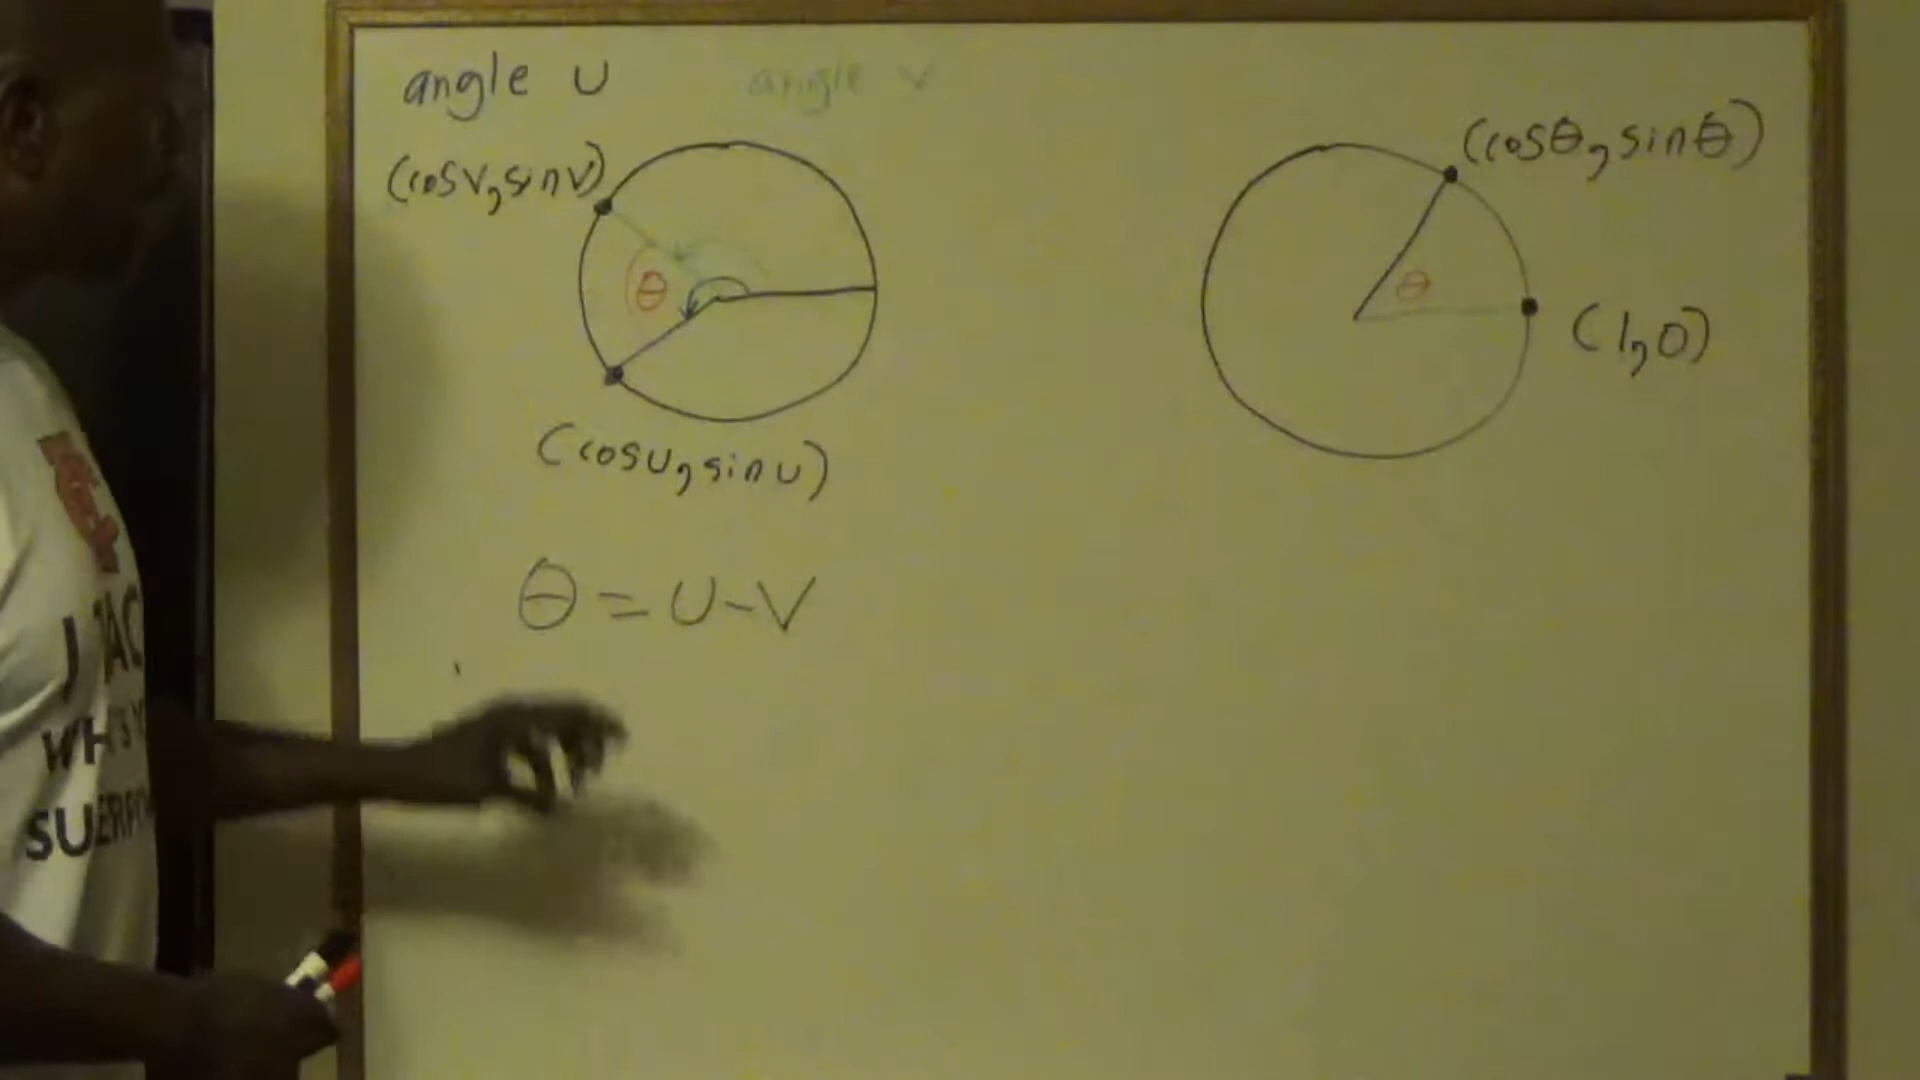 angle u angle v
(cosv, sinv)
θ
(cosu, sinu)
θ = u - v
(cosθ, sinθ)
θ
(1, 0)